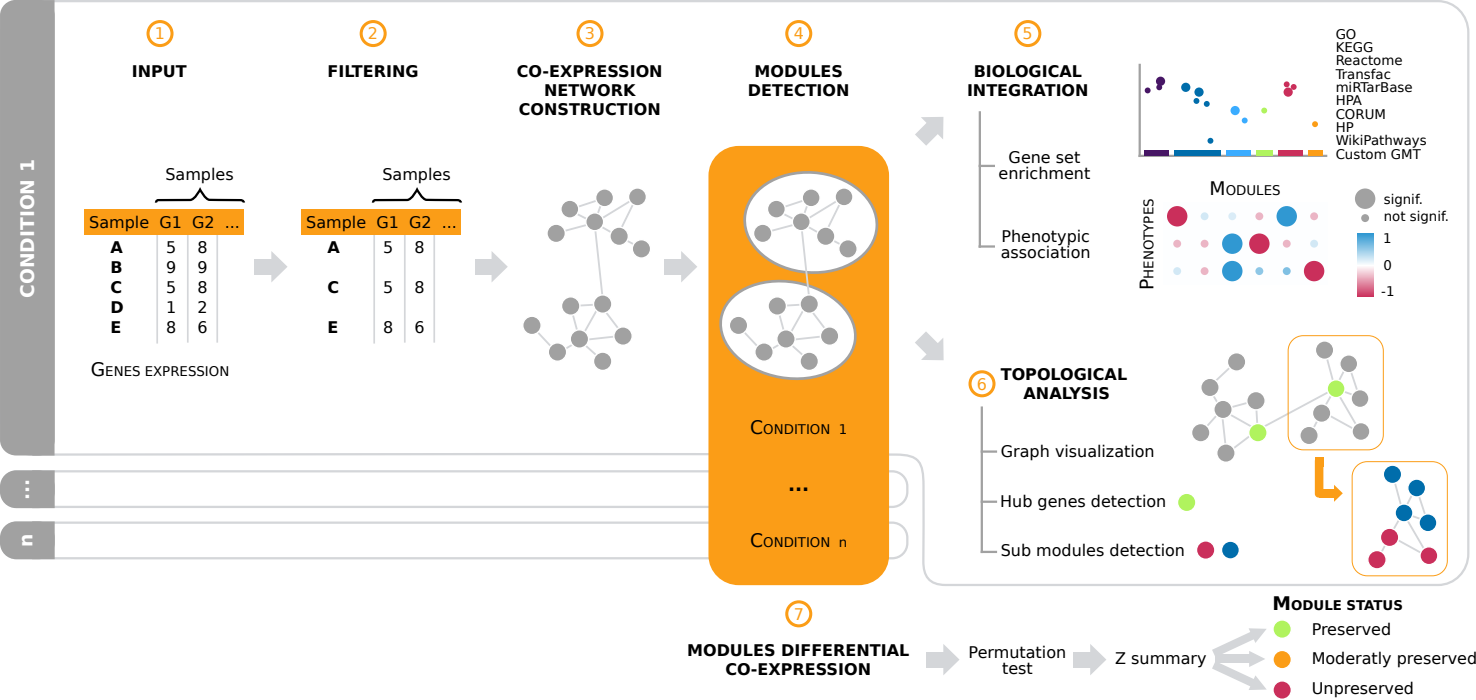 CONDITION 1
...
n
1
INPUT
Samples
Sample G1 G2 ...
A 5 8
B 9 9
C 5 8
D 1 2
E 8 6
GENES EXPRESSION
2
FILTERING
Samples
Sample G1 G2 ...
A 5 8
C 5 8
E 8 6
3
CO-EXPRESSION
NETWORK
CONSTRUCTION
4
MODULES
DETECTION
CONDITION 1
...
CONDITION n
5
BIOLOGICAL
INTEGRATION
Gene set
enrichment
Phenotypic
association
GO
KEGG
Reactome
Transfac
miRTarBase
HPA
CORUM
HP
WikiPathways
Custom GMT
MODULES
PHENOTYPES
signif.
not signif.
1
0
-1
6
TOPOLOGICAL
ANALYSIS
Graph visualization
Hub genes detection
Sub modules detection
7
MODULES DIFFERENTIAL
CO-EXPRESSION
Permutation
test
Z summary
MODULE STATUS
Preserved
Moderatly preserved
Unpreserved